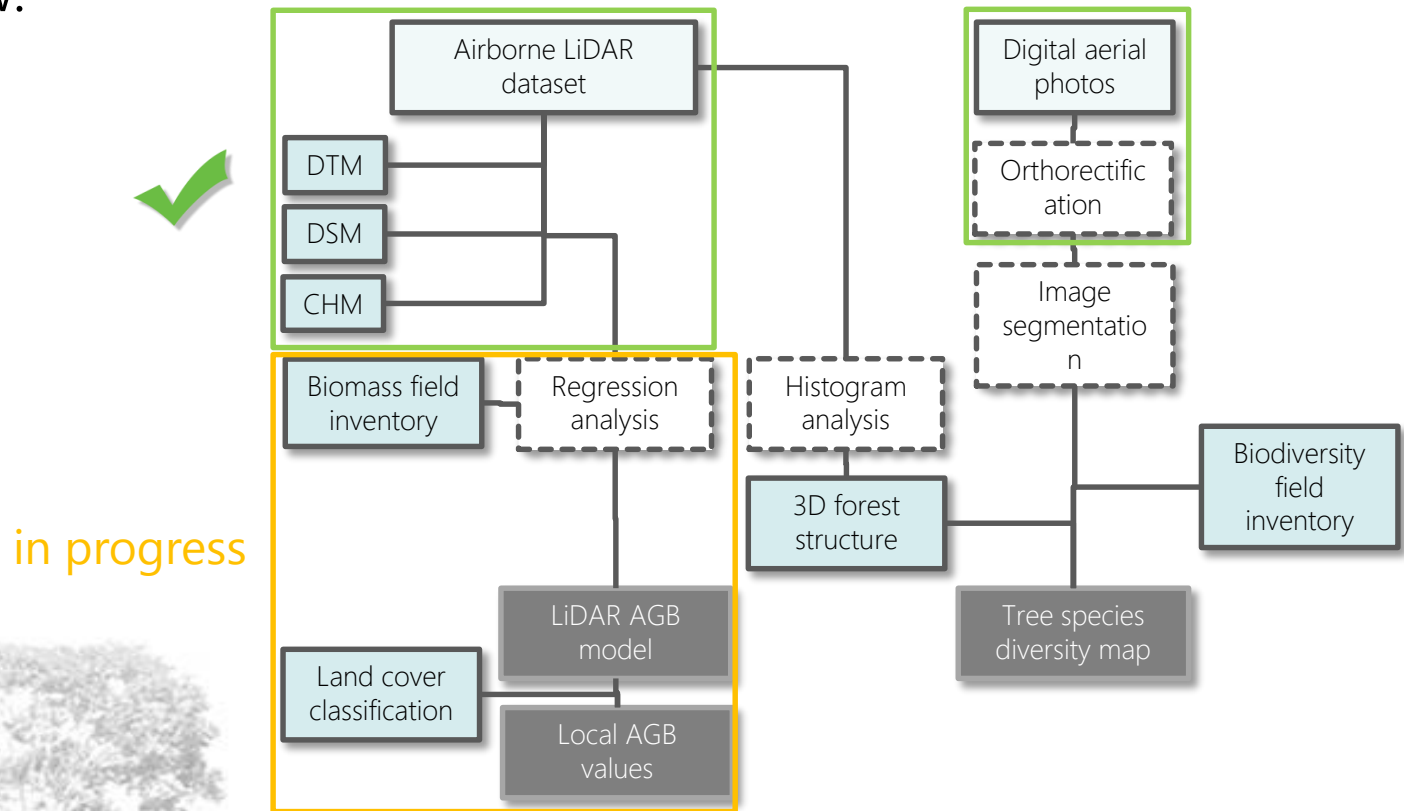 Airborne LiDAR
dataset
Digital aerial
photos
DTM
DSM
CHM
Orthorectific
ation
Image
segmentatio
n
Biomass field
inventory
Regression
analysis
Histogram
analysis
Biodiversity
field
inventory
3D forest
structure
in progress
LiDAR AGB
model
Tree species
diversity map
Land cover
classification
Local AGB
values